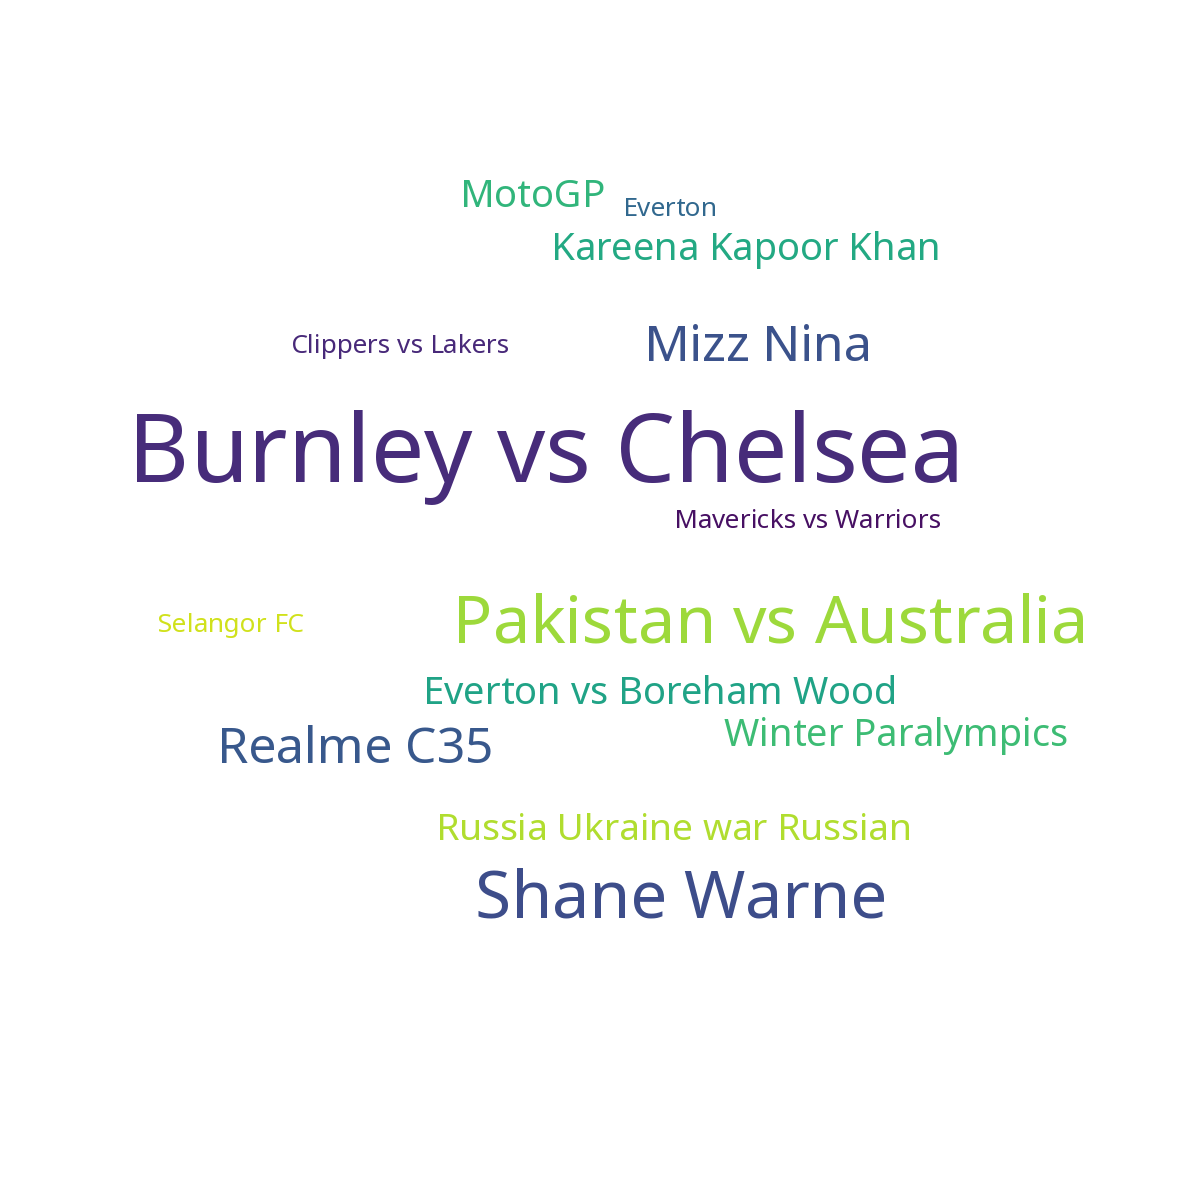 MotoGP
Everton
Kareena Kapoor Khan
Clippers vs Lakers
Mizz Nina
Burnley vs Chelsea
Mavericks vs Warriors
Selangor FC
Pakistan vs Australia
Everton vs Boreham Wood
Realme C35
Winter Paralympics
Russia Ukraine war Russian
Shane Warne